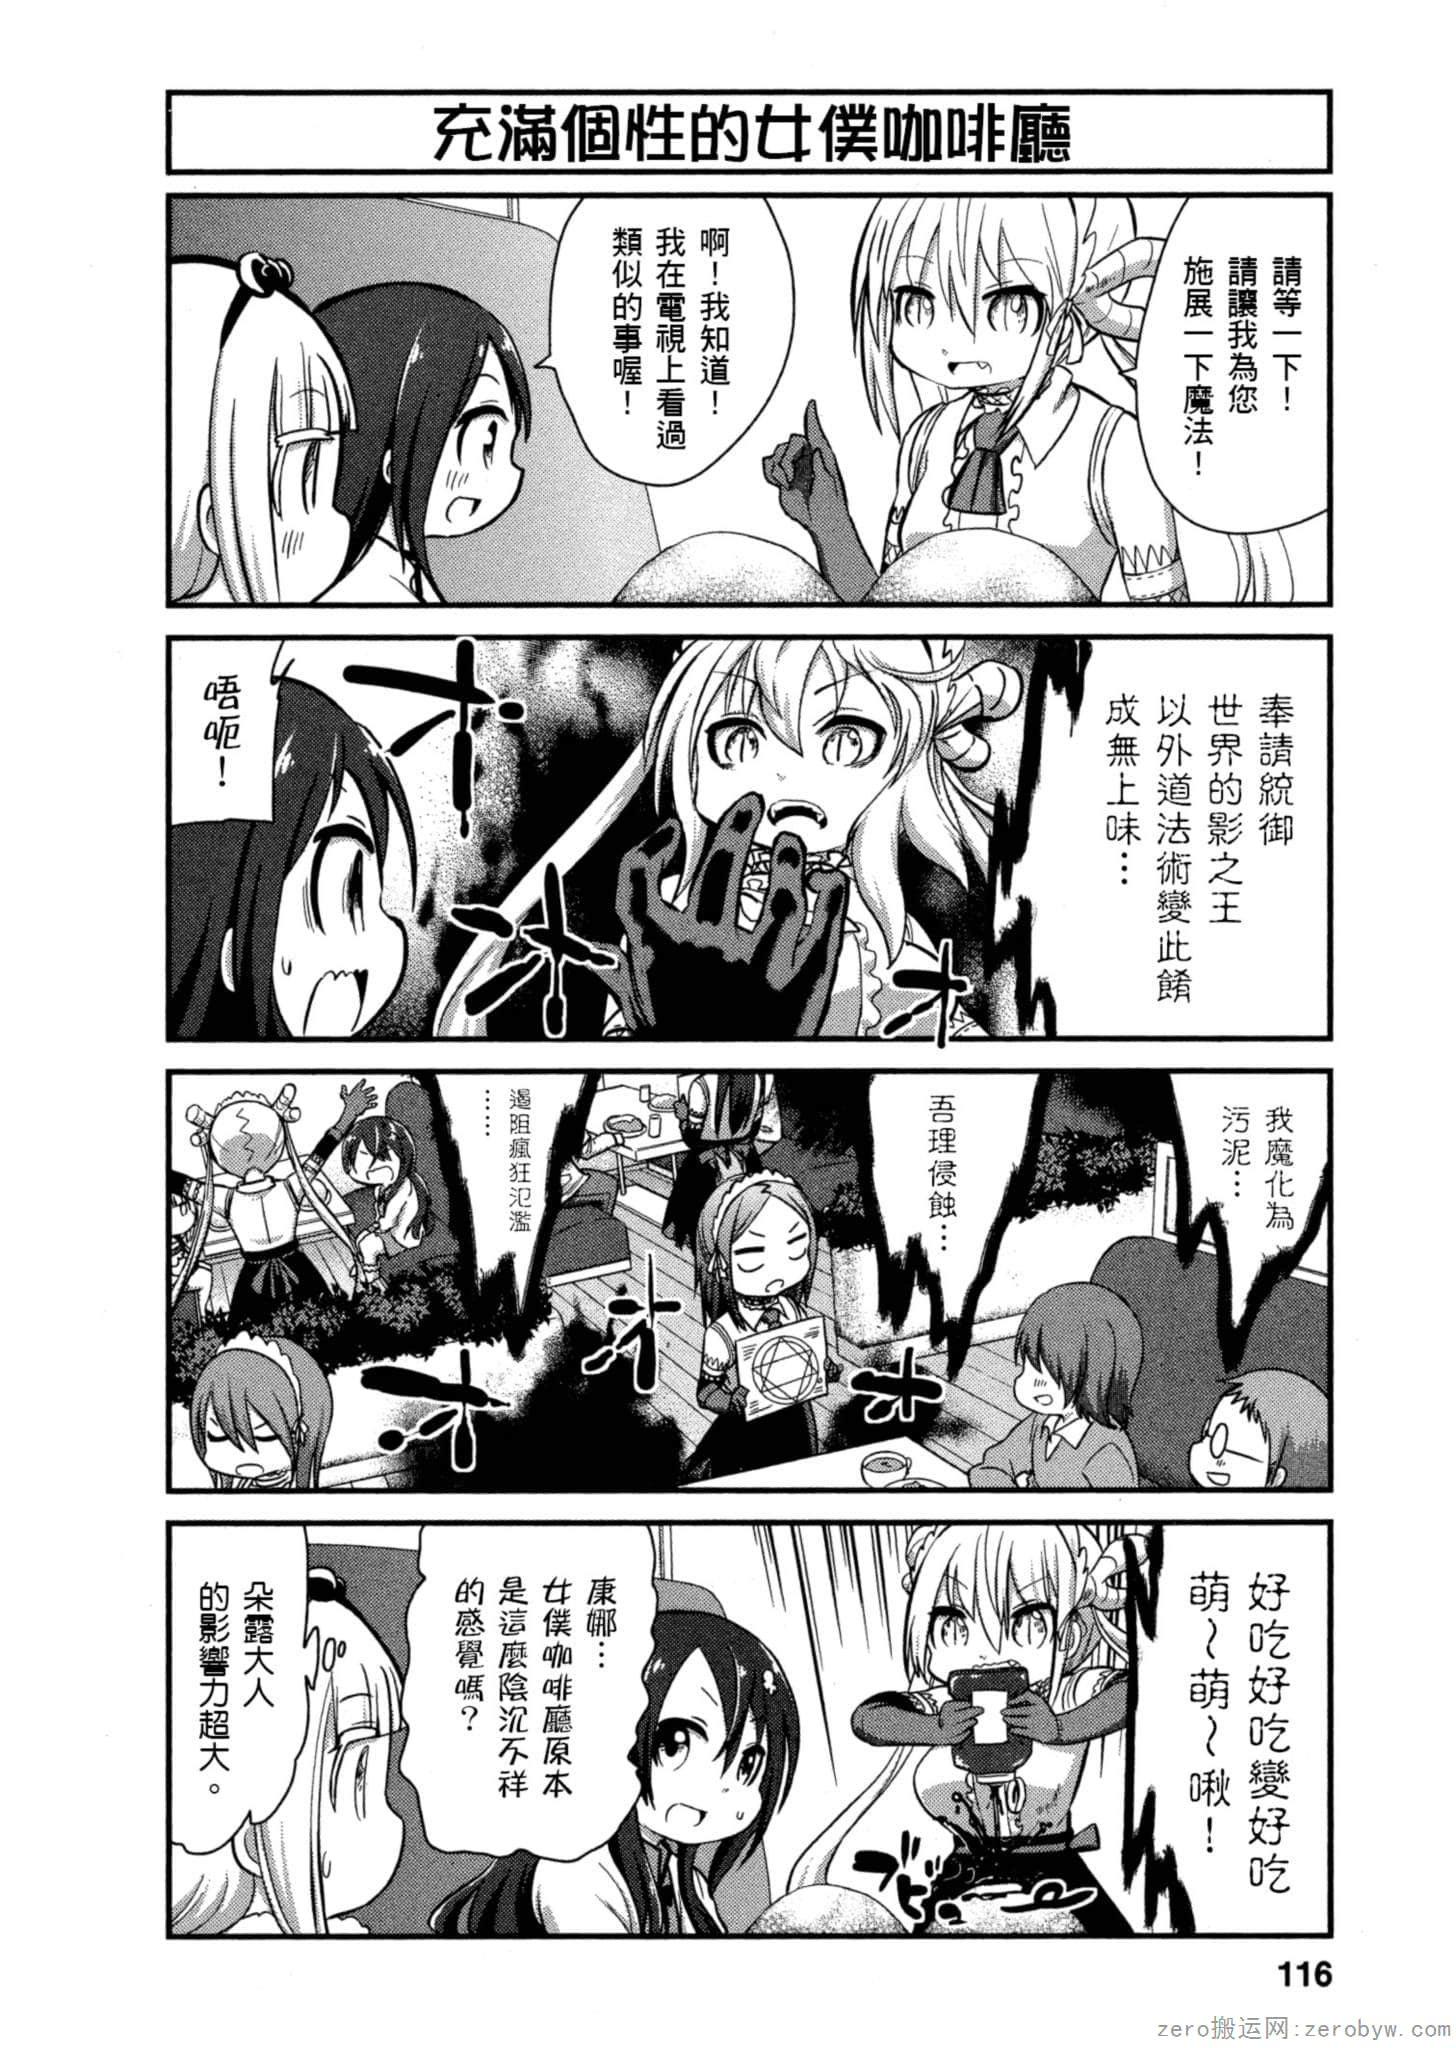 充滿個性的女僕咖啡廳
請等一下！
請讓我為您
施展一下魔法！
啊！我知道！
我在電視上看過
類似的事喔！
奉請統御
世界的影之王
以外道法術變此餚
成無上味…
オ
オ
オ
唔呃！
我魔化為
污泥…
吾理侵蝕…
遏阻瘋狂氾濫
……
オ
オ
オ
好吃好吃變好吃
萌～萌～啾！
康娜…
女僕咖啡廳原本
是這麼陰沉不祥
的感覺嗎？
朵露大人
的影響力超大。
116
zero搬运网:zerobyw.com